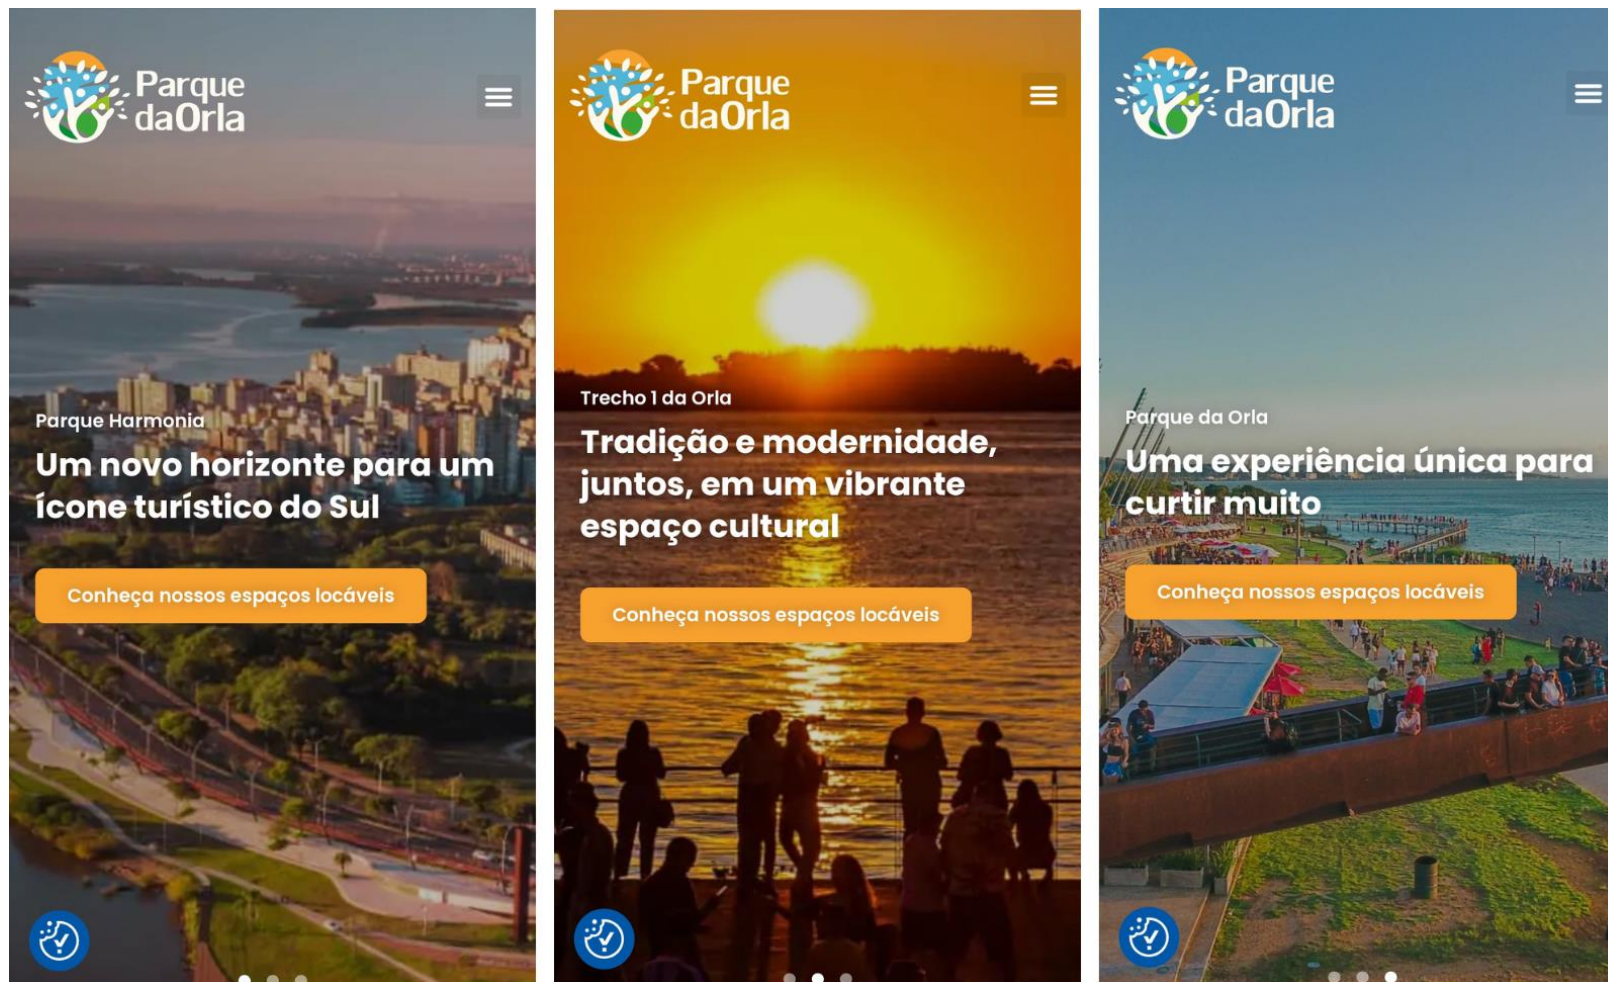 Parque
daOrla
Parque Harmonia
Um novo horizonte para um
ícone turístico do Sul
Conheça nossos espaços locáveis
Parque
daOrla
Trecho 1 da Orla
Tradição e modernidade,
juntos, em um vibrante
espaço cultural
Conheça nossos espaços locáveis
Parque
daOrla
Parque da Orla
Uma experiência única para
curtir muito
Conheça nossos espaços locáveis